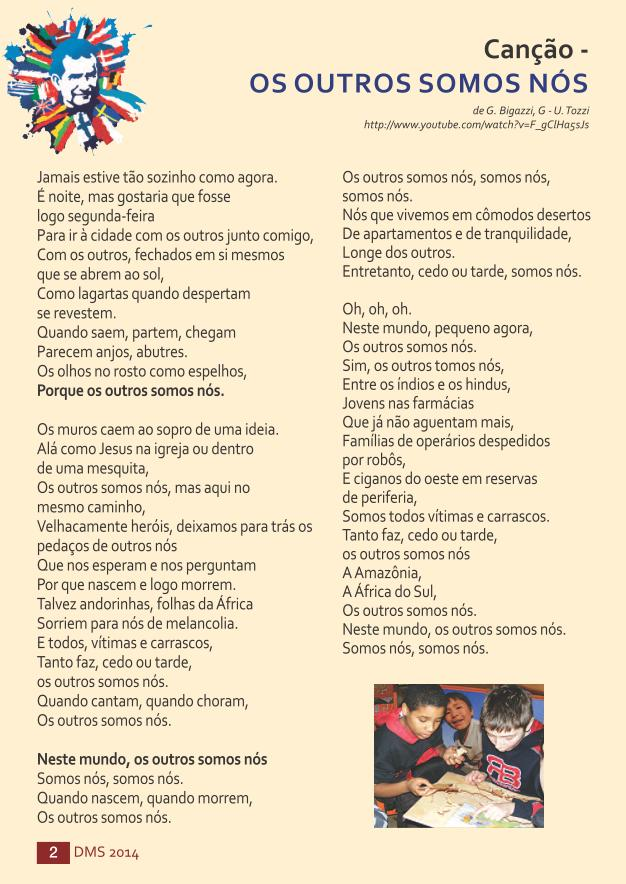 Canção -
OS OUTROS SOMOS NÓS
de G. Bigazzi, G - U. Tozzi
http://www.youtube.com/watch?v=F_gClHa5sJs
Jamais estive tão sozinho como agora.
É noite, mas gostaria que fosse
logo segunda-feira
Para ir à cidade com os outros junto comigo,
Com os outros, fechados em si mesmos
que se abrem ao sol,
Como lagartas quando despertam
se revestem.
Quando saem, partem, chegam
Parecem anjos, abutres.
Os olhos no rosto como espelhos,
Porque os outros somos nós.
Os muros caem ao sopro de uma ideia.
Alá como Jesus na igreja ou dentro
de uma mesquita,
Os outros somos nós, mas aqui no
mesmo caminho,
Velhacamente heróis, deixamos para trás os
pedaços de outros nós
Que nos esperam e nos perguntam
Por que nascem e logo morrem.
Talvez andorinhas, folhas da África
Sorriem para nós de melancolia.
E todos, vítimas e carrascos,
Tanto faz, cedo ou tarde,
os outros somos nós.
Quando cantam, quando choram,
Os outros somos nós.
Neste mundo, os outros somos nós
Somos nós, somos nós.
Quando nascem, quando morrem,
Os outros somos nós.
Os outros somos nós, somos nós,
somos nós.
Nós que vivemos em cômodos desertos
De apartamentos e de tranquilidade,
Longe dos outros.
Entretanto, cedo ou tarde, somos nós.
Oh, oh, oh.
Neste mundo, pequeno agora,
Os outros somos nós.
Sim, os outros tomos nós,
Entre os índios e os hindus,
Jovens nas farmácias
Que já não aguentam mais,
Famílias de operários despedidos
por robôs,
E ciganos do oeste em reservas
de periferia,
Somos todos vítimas e carrascos.
Tanto faz, cedo ou tarde,
os outros somos nós
A Amazônia,
A África do Sul,
Os outros somos nós.
Neste mundo, os outros somos nós.
Somos nós, somos nós.
2 DMS 2014